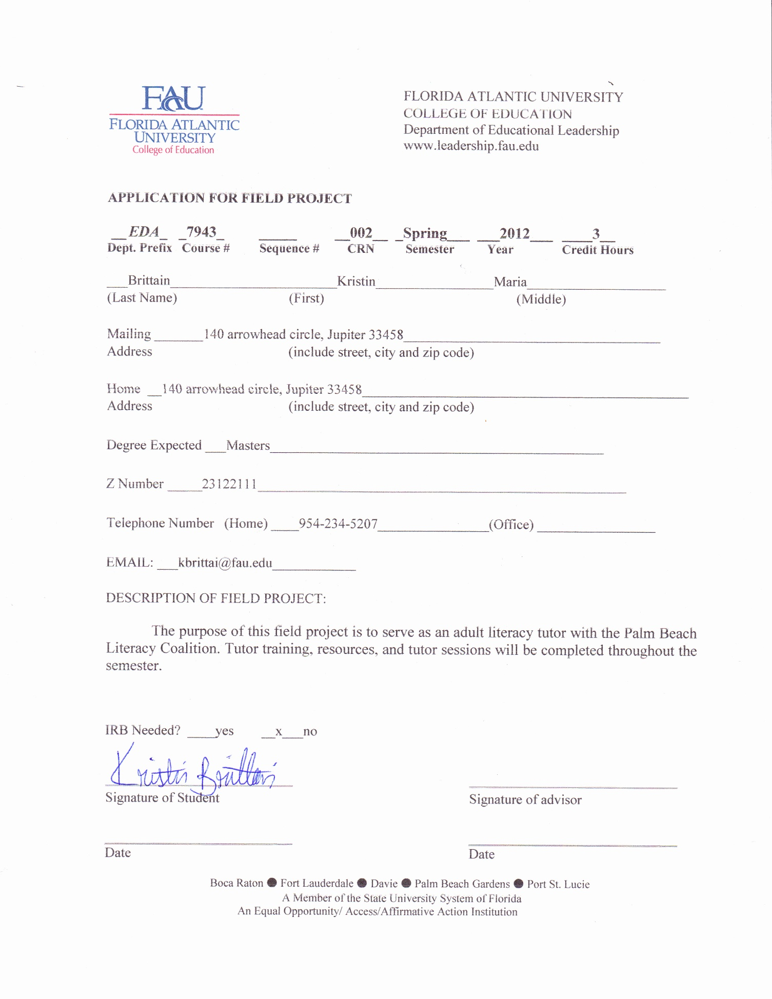 FAU
FLORIDA ATLANTIC
UNIVERSITY
College of Education
FLORIDA ATLANTIC UNIVERSITY
COLLEGE OF EDUCATION
Department of Educational Leadership
www.leadership.fau.edu
APPLICATION FOR FIELD PROJECT
__EDA_ _7943_ _____ __002__ _Spring___ ___2012___ ____3__
Dept. Prefix Course # Sequence # CRN Semester Year Credit Hours
___Brittain________________________Kristin_________________Maria____________________
(Last Name) (First) (Middle)
Mailing _______140 arrowhead circle, Jupiter 33458_____________________________________
Address (include street, city and zip code)
Home __140 arrowhead circle, Jupiter 33458_______________________________________________
Address (include street, city and zip code)
Degree Expected ___Masters________________________________________________
Z Number _____23122111_____________________________________________________
Telephone Number (Home) ____954-234-5207________________(Office) _________________
EMAIL: ___kbrittai@fau.edu____________
DESCRIPTION OF FIELD PROJECT:
The purpose of this field project is to serve as an adult literacy tutor with the Palm Beach
Literacy Coalition. Tutor training, resources, and tutor sessions will be completed throughout the
semester.
IRB Needed? ____yes __x___no
Kristin Brittain
Signature of Student Signature of advisor
Date Date
Boca Raton ● Fort Lauderdale ● Davie ● Palm Beach Gardens ● Port St. Lucie
A Member of the State University System of Florida
An Equal Opportunity/ Access/Affirmative Action Institution